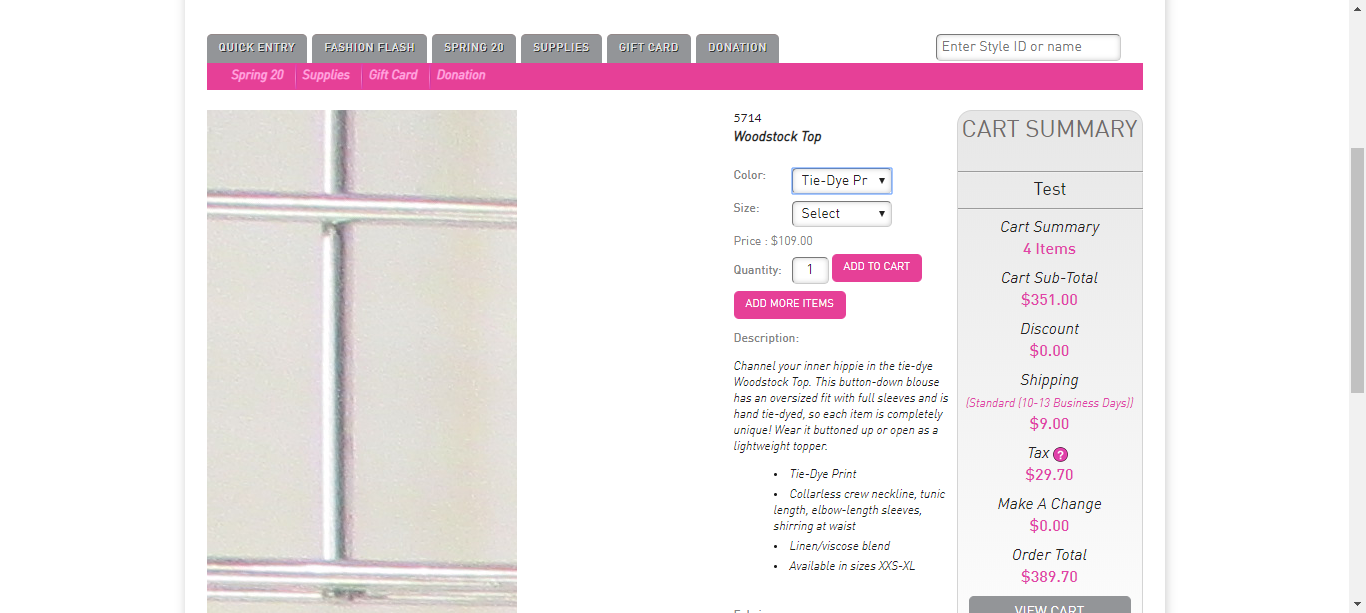 QUICK ENTRY
FASHION FLASH
SPRING 20
SUPPLIES
GIFT CARD
DONATION
Enter Style ID or name
Spring 20
Supplies
Gift Card
Donation
5714
Woodstock Top
Color:
Tie-Dye Pr
Size:
Select
Price : $109.00
Quantity:
1
ADD TO CART
ADD MORE ITEMS
Description:
Channel your inner hippie in the tie-dye
Woodstock Top. This button-down blouse
has an oversized fit with full sleeves and is
hand tie-dyed, so each item is completely
unique! Wear it buttoned up or open as a
lightweight topper.
• Tie-Dye Print
• Collarless crew neckline, tunic
length, elbow-length sleeves,
shirring at waist
• Linen/viscose blend
• Available in sizes XXS-XL
CART SUMMARY
Test
Cart Summary
4 Items
Cart Sub-Total
$351.00
Discount
$0.00
Shipping
(Standard (10-13 Business Days))
$9.00
Tax ?
$29.70
Make A Change
$0.00
Order Total
$389.70
VIEW CART